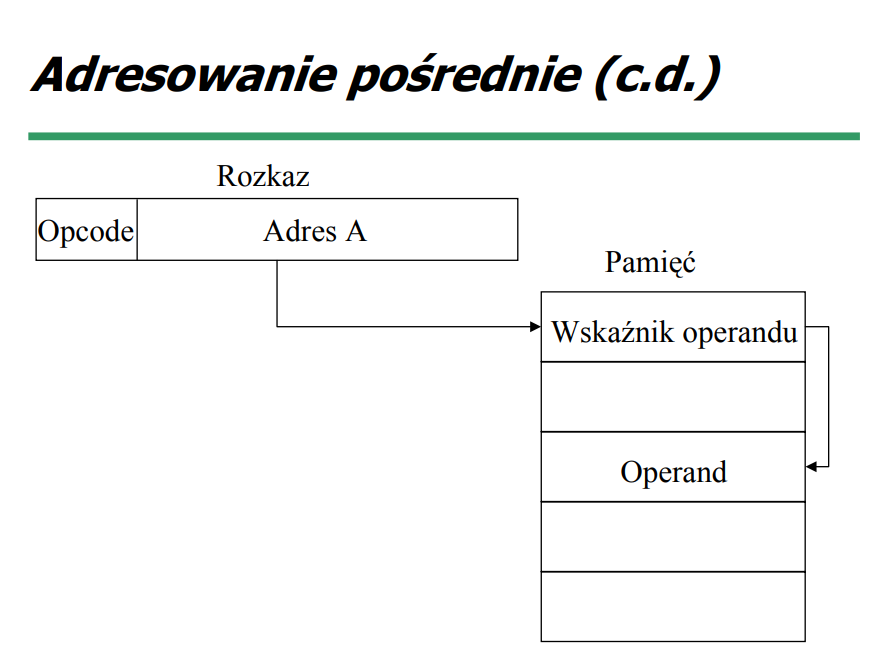 Adresowanie pośrednie (c.d.)
Rozkaz
Opcode
Adres A
Pamięć
Wskaźnik operandu
Operand